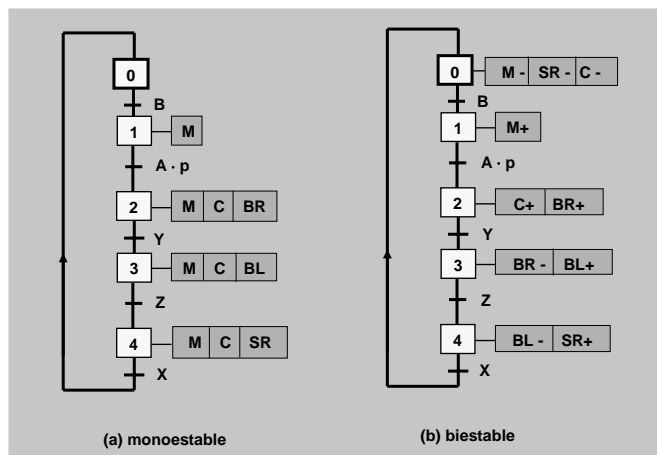 0
B
1 M
A · p
2 M C BR
Y
3 M C BL
Z
4 M C SR
X
(a) monoestable
0 M - SR - C -
B
1 M+
A · p
2 C+ BR+
Y
3 BR - BL+
Z
4 BL - SR+
X
(b) biestable